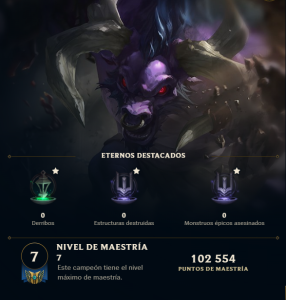 ETERNOS DESTACADOS
0 0 0
Derribos Estructuras destruidas Monstruos épicos asesinados
7
NIVEL DE MAESTRÍA
7
Este campeón tiene el nivel
máximo de maestría.
102 554
PUNTOS DE MAESTRÍA